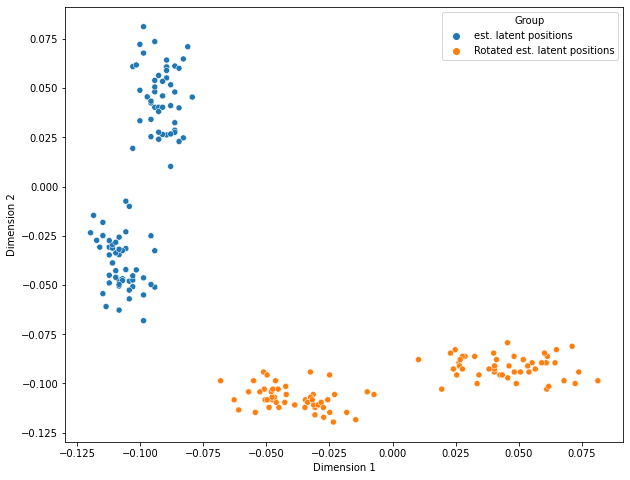 Group
est. latent positions
Rotated est. latent positions
0.075
0.050
0.025
0.000
−0.025
−0.050
−0.075
−0.100
−0.125
Dimension 2
−0.125 −0.100 −0.075 −0.050 −0.025 0.000 0.025 0.050 0.075
Dimension 1